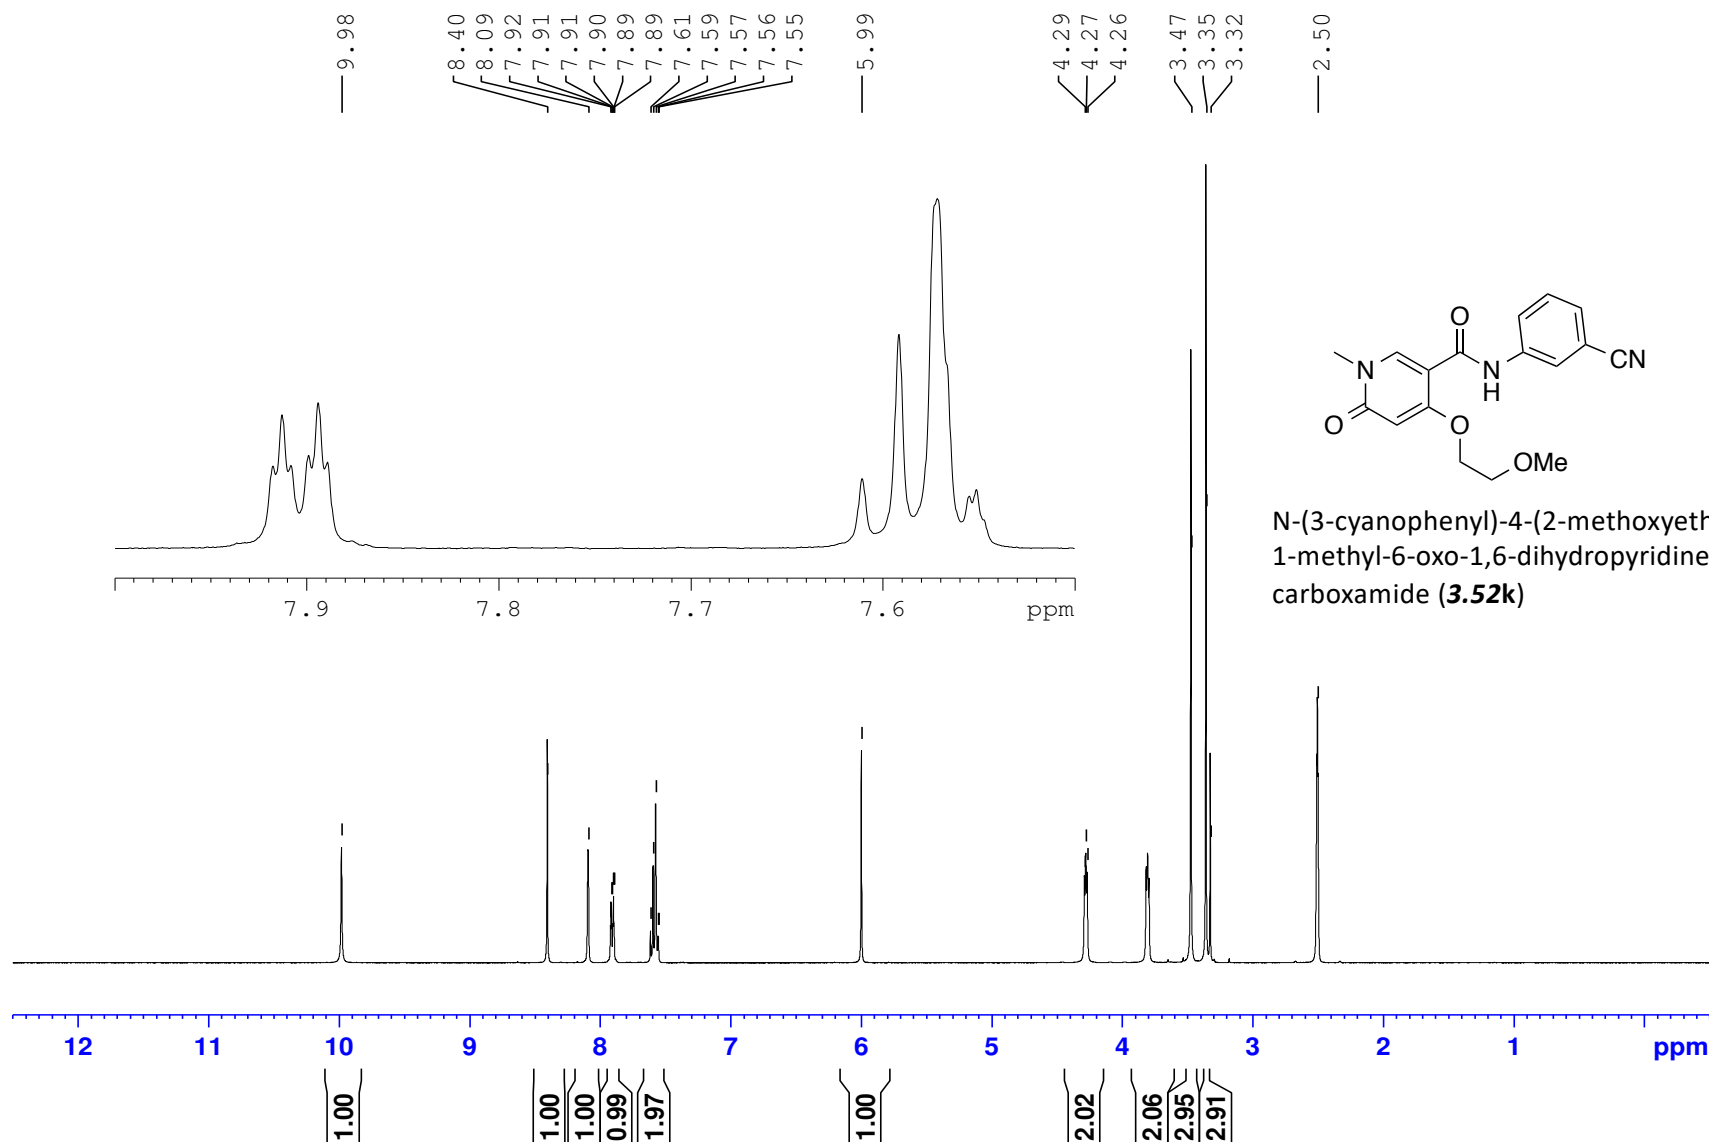 9.98
8.40
8.09
7.92
7.91
7.91
7.90
7.89
7.89
7.61
7.59
7.57
7.56
7.55
5.99
4.29
4.27
4.26
3.47
3.35
3.32
2.50
7.9 7.8 7.7 7.6 ppm
O
N
N
H
CN
O
O
OMe
N-(3-cyanophenyl)-4-(2-methoxyeth
1-methyl-6-oxo-1,6-dihydropyridine
carboxamide (3.52k)
12 11 10 9 8 7 6 5 4 3 2 1 ppm
1.00
1.00
1.00
0.99
1.97
1.00
2.02
2.06
2.95
2.91